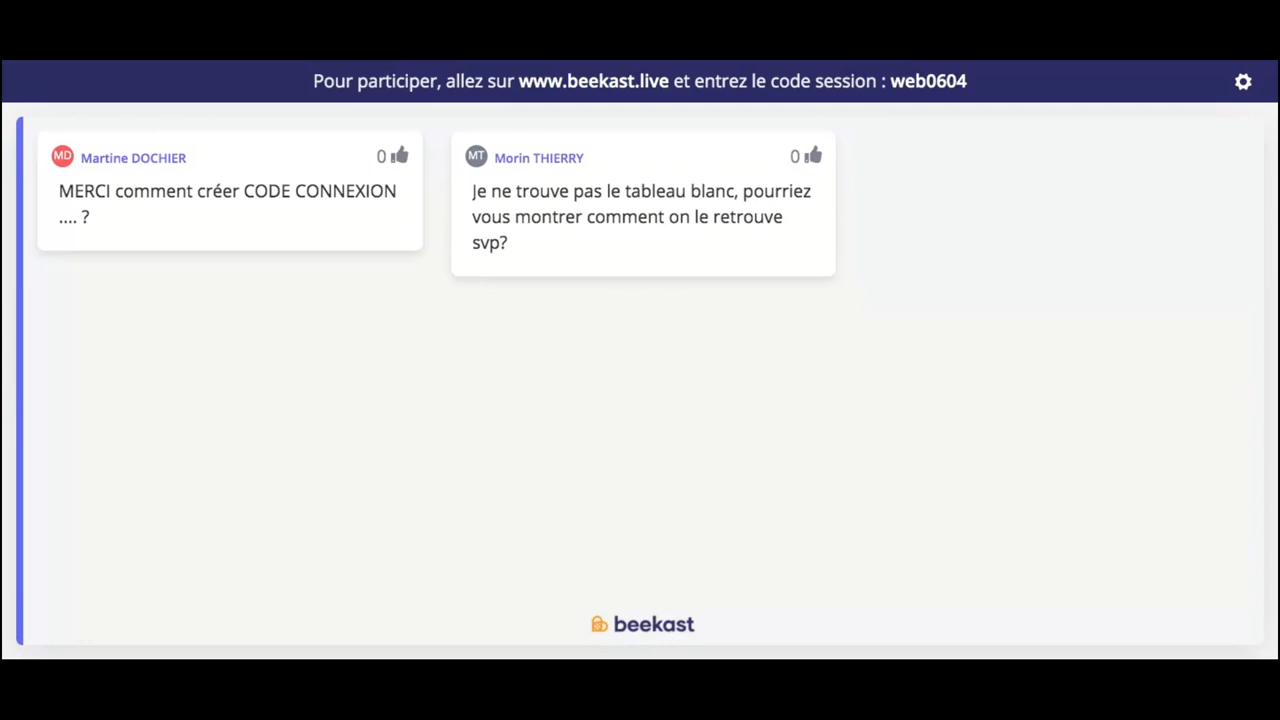 Pour participer, allez sur www.beekast.live et entrez le code session : web0604
MD Martine DOCHIER 0
MERCI comment créer CODE CONNEXION
.... ?
MT Morin THIERRY 0
Je ne trouve pas le tableau blanc, pourriez
vous montrer comment on le retrouve
svp?
beekast